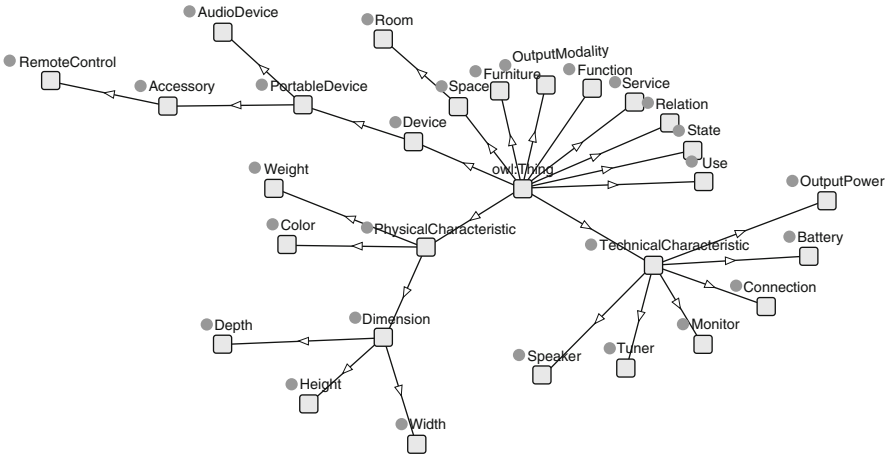 AudioDevice
Room
OutputModality
RemoteControl
Furniture
Function
Accessory
PortableDevice
Space
Service
Relation
Device
State
owl:Thing
Use
Weight
OutputPower
Color
PhysicalCharacteristic
TechnicalCharacteristic
Battery
Connection
Depth
Dimension
Monitor
Speaker
Tuner
Height
Width